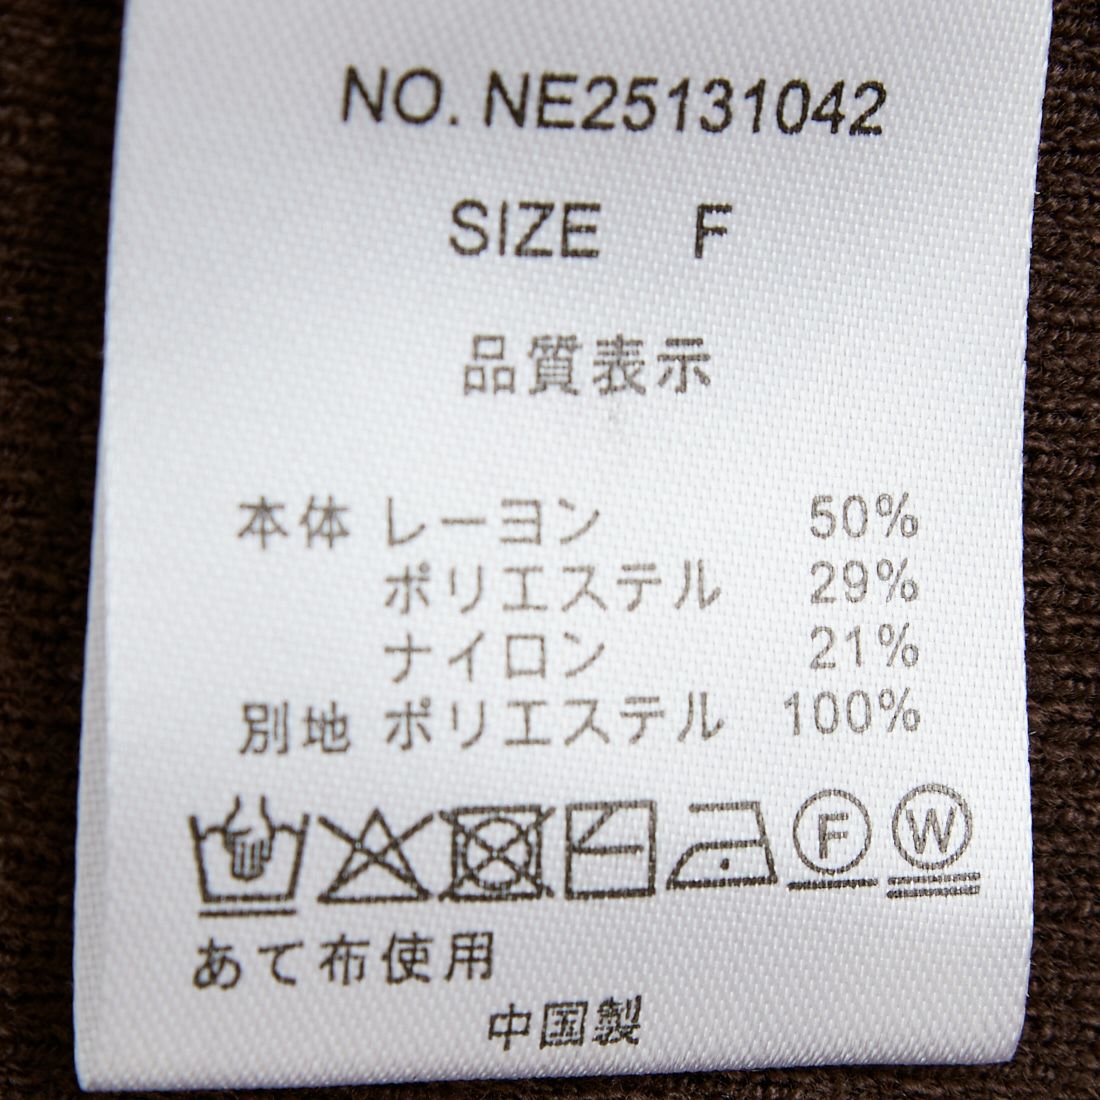 NO. NE25131042
SIZE F
品質表示
本体 レーヨン 50%
ポリエステル 29%
ナイロン 21%
別地 ポリエステル 100%
F W
あて布使用
中国製